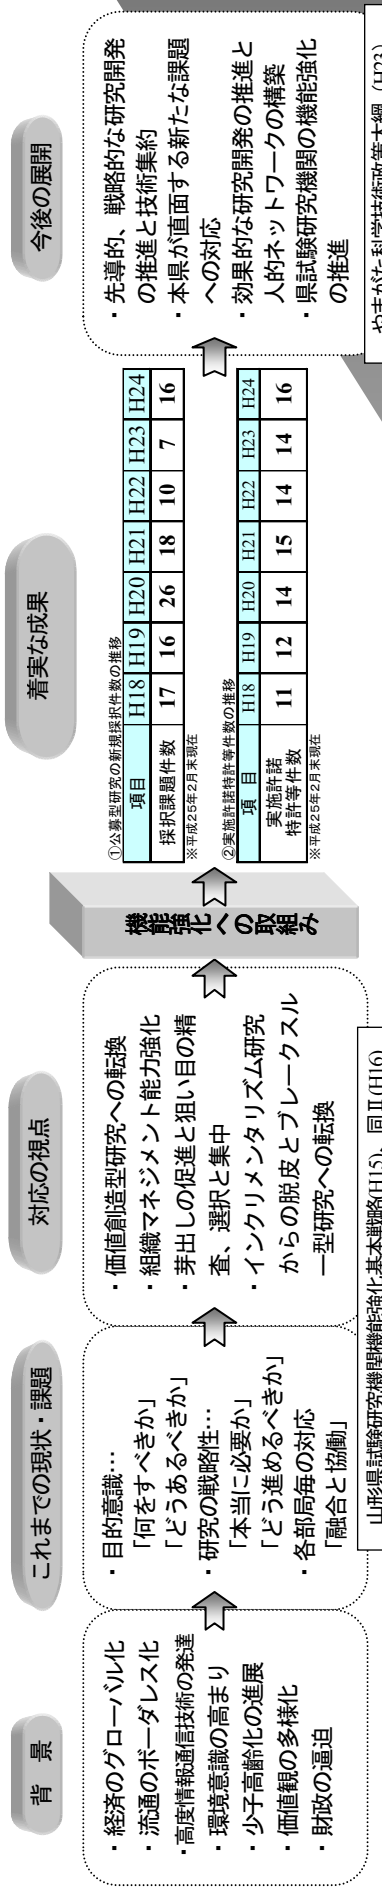 背　景
・経済のグローバル化
・流通のボーダレス化
・高度情報通信技術の発達
・環境意識の高まり
・少子高齢化の進展
・価値観の多様化
・財政の逼迫
これまでの現状・課題
・目的意識…
「何をすべきか」
「どうあるべきか」
・研究の戦略性…
「本当に必要か」
「どう進めるべきか」
・各部局毎の対応
「融合と協働」
対応の視点
・価値創造型研究への転換
・組織マネジメント能力強化
・芽出しの促進と狙い目の精
査、選択と集中
・インクリメンタリズム研究
からの脱皮とブレークスル
ー型研究への転換
山形県試験研究機関機能強化基本戦略(H15)、同Ⅱ(H16)
機能強化への取組み
着実な成果
①公募型研究の新規採択件数の推移
項目 H18 H19 H20 H21 H22 H23 H24
採択課題件数 17 16 26 18 10 7 16
※平成25年2月末現在
②実施許諾特許等件数の推移
項　目 H18 H19 H20 H21 H22 H23 H24
実施許諾
特許等件数 11 12 14 15 14 14 16
※平成25年2月末現在
今後の展開
・先導的、戦略的な研究開発
の推進と技術集約
・本県が直面する新たな課題
への対応
・効果的な研究開発の推進と
人的ネットワークの構築
・県試験研究機関の機能強化
の推進
やまがた科学技術政策大綱（H23）